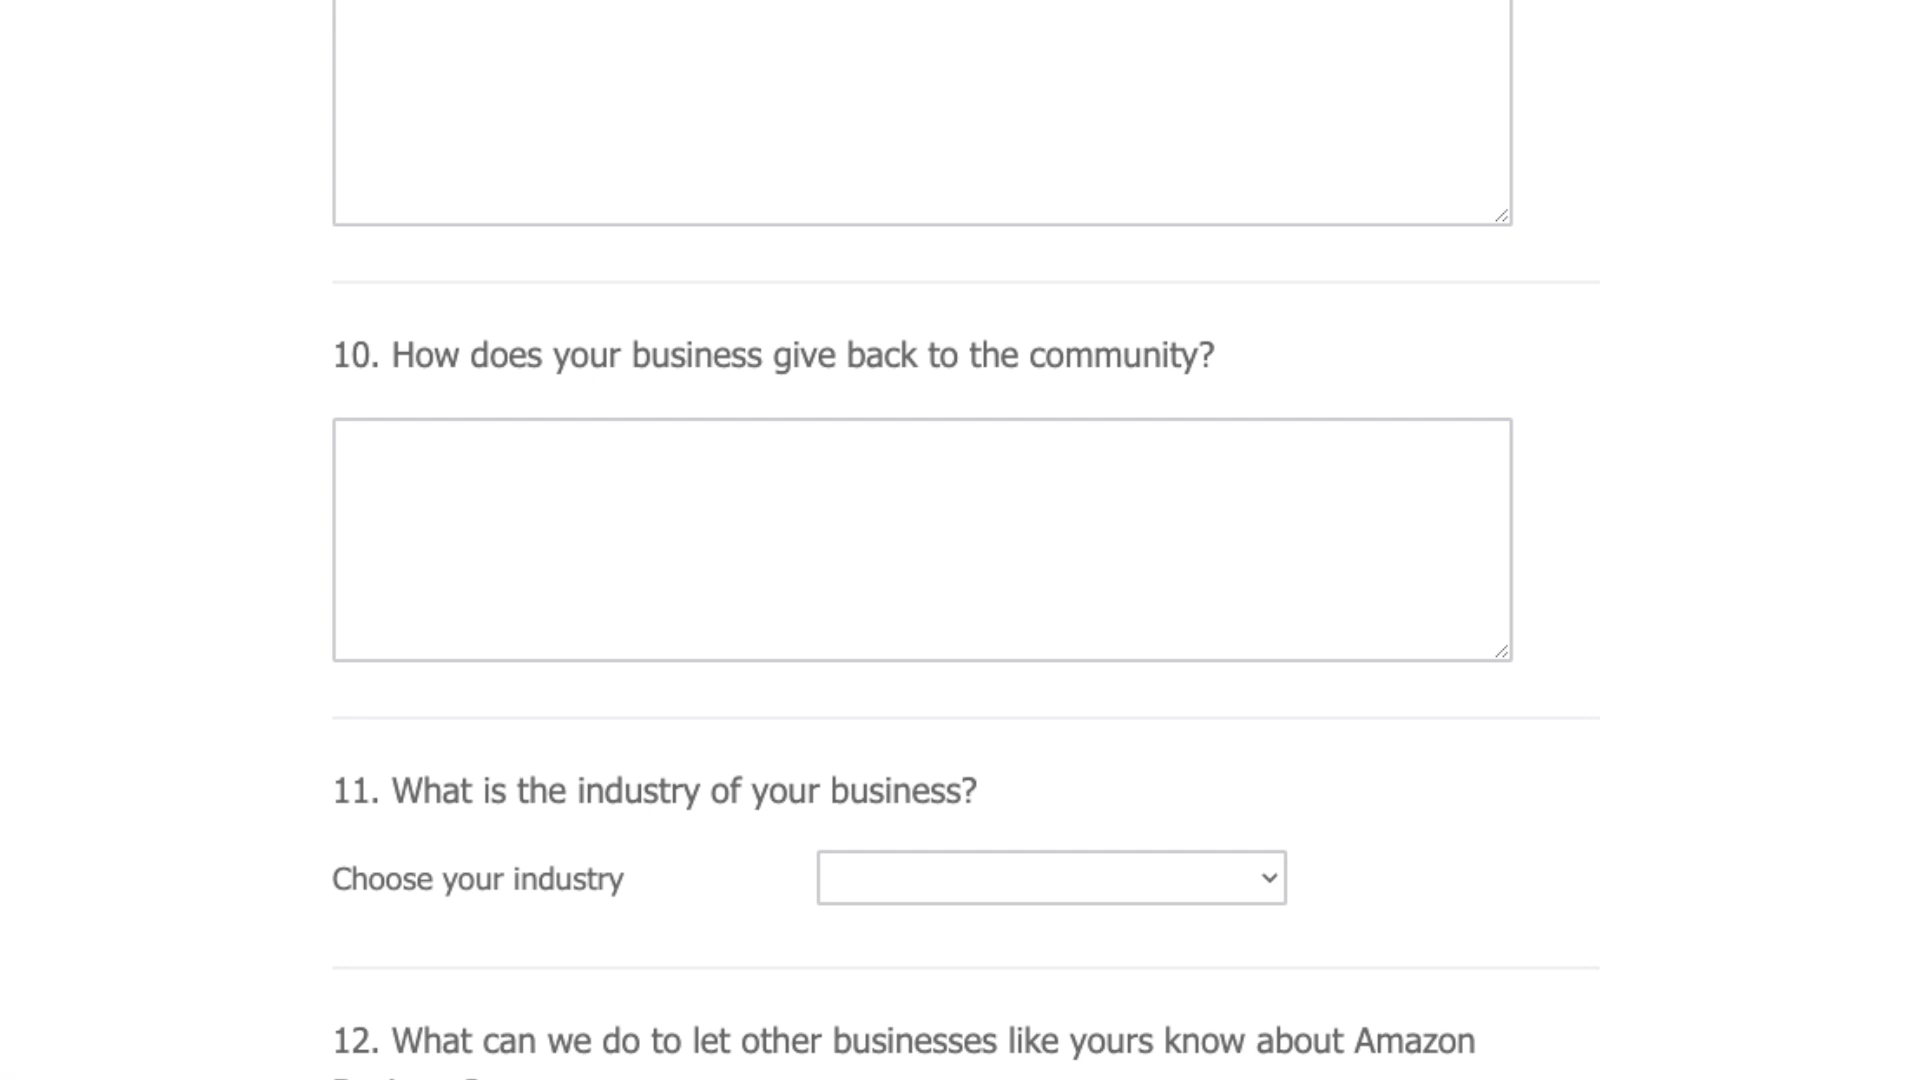 10. How does your business give back to the community?
11. What is the industry of your business?
Choose your industry
12. What can we do to let other businesses like yours know about Amazon